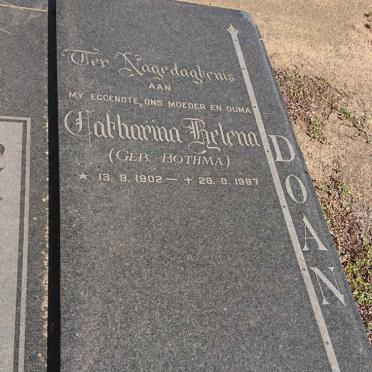 Ter Nagedagtenis
AAN
MY EGGENOTE, ONS MOEDER EN OUMA
Catharina Helena
(GEB. BOTHMA)
* 13. 9. 1902 — + 28. 8. 1987
DOAN